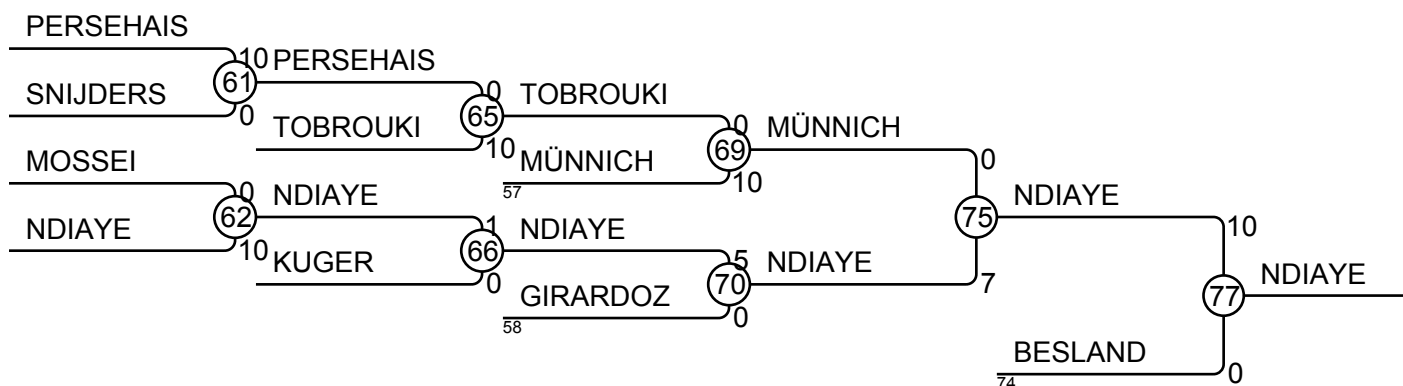 PERSEHAIS
10 PERSEHAIS
61
SNIJDERS 0 TOBROUKI
0 65
TOBROUKI 0 MÜNNICH
10 MÜNNICH 69
MOSSEI 57 10 0
0 NDIAYE NDIAYE
62 75
NDIAYE 1 NDIAYE 10
10 KUGER 66 5 NDIAYE 7 NDIAYE
0 GIRARDOZ 70 77
58 0
BESLAND
74 0